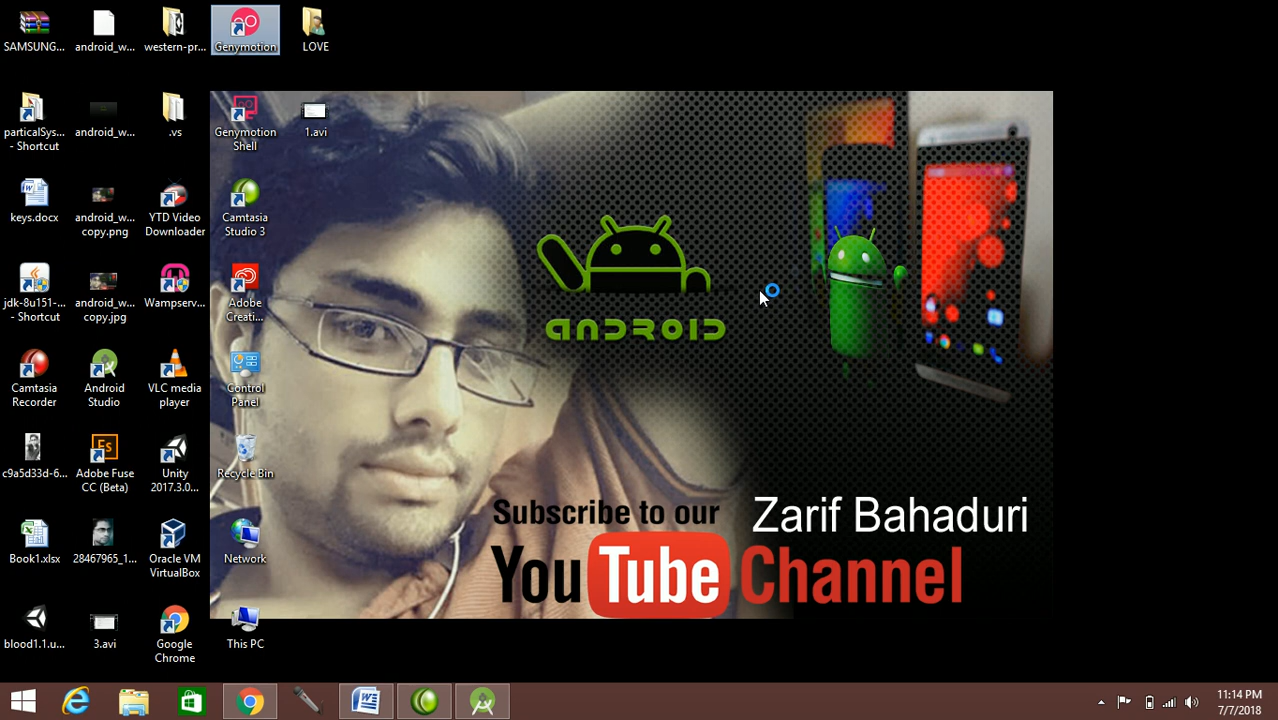 SAMSUNG...
android_w...
western-pr...
Genymotion
LOVE
particalSys...
- Shortcut
android_w...
.vs
Genymotion
Shell
1.avi
keys.docx
android_w...
copy.png
YTD Video
Downloader
Camtasia
Studio 3
jdk-8u151-...
- Shortcut
android_w...
copy.jpg
Wampserv...
Adobe
Creati...
ANDROID
Camtasia
Recorder
Android
Studio
VLC media
player
Control
Panel
c9a5d33d-6...
Adobe Fuse
CC (Beta)
Unity
2017.3.0...
Recycle Bin
Subscribe to our
Zarif Bahaduri
YouTube Channel
Book1.xlsx
28467965_1...
Oracle VM
VirtualBox
Network
blood1.1.u...
3.avi
Google
Chrome
This PC
11:14 PM
7/7/2018